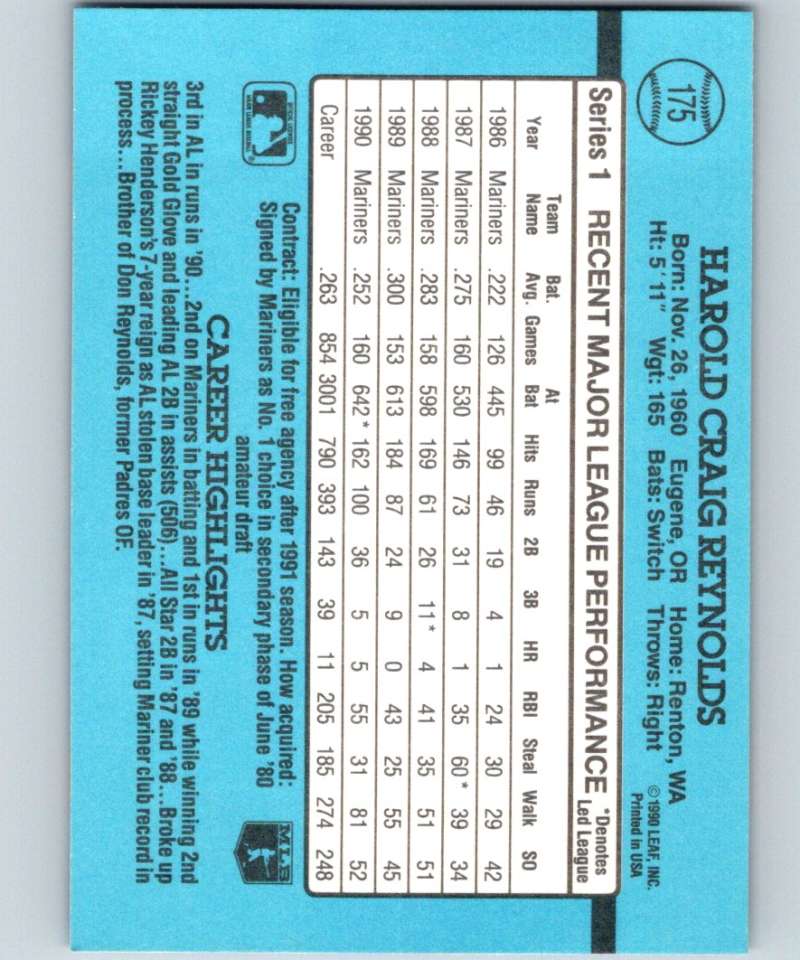 175
HAROLD CRAIG REYNOLDS
Born: Nov. 26, 1960 Eugene, OR Home: Renton, WA
Ht: 5'11" Wgt: 165 Bats: Switch Throws: Right
©1990 LEAF, INC.
Printed in USA
Series 1 RECENT MAJOR LEAGUE PERFORMANCE *Denotes Led League
Year Team Name Bat. Avg. Games At Bat Hits Runs 2B 3B HR RBI Steal Walk SO
1986 Mariners .222 126 445 99 46 19 4 1 24 30 29 42
1987 Mariners .275 160 530 146 73 31 8 1 35 60* 39 34
1988 Mariners .283 158 598 169 61 26 11* 4 41 35 51 51
1989 Mariners .300 153 613 184 87 24 9 0 43 25 55 45
1990 Mariners .252 160 642* 162 100 36 5 5 55 31 81 52
Career .263 854 3001 790 393 143 39 11 205 185 274 248
Contract: Eligible for free agency after 1991 season. How acquired:
Signed by Mariners as No. 1 choice in secondary phase of June '80
amateur draft
MLB
CAREER HIGHLIGHTS
3rd in AL in runs in '90...2nd on Mariners in batting and 1st in runs in '89 while winning 2nd
straight Gold Glove and leading AL 2B in assists (506)...All Star 2B in '87 and '88...Broke up
Rickey Henderson's 7-year reign as AL stolen base leader in '87, setting Mariner club record in
process...Brother of Don Reynolds, former Padres OF.